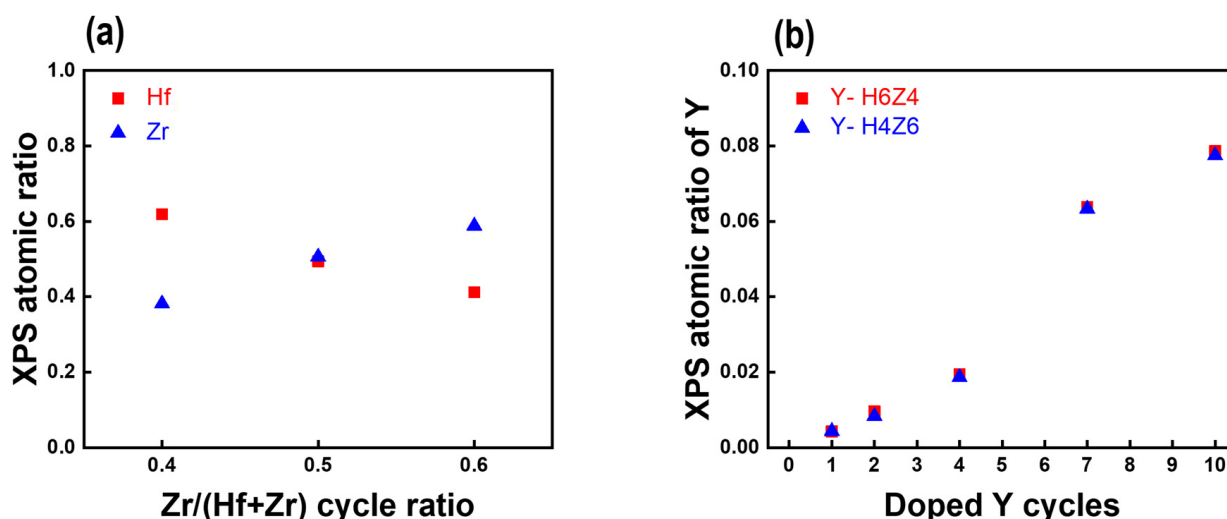 (a)
1.0
0.8
0.6
0.4
0.2
0.0
XPS atomic ratio
Hf
Zr
0.4 0.5 0.6
Zr/(Hf+Zr) cycle ratio
(b)
0.10
0.08
0.06
0.04
0.02
0.00
XPS atomic ratio of Y
Y- H6Z4
Y- H4Z6
0 1 2 3 4 5 6 7 8 9 10
Doped Y cycles